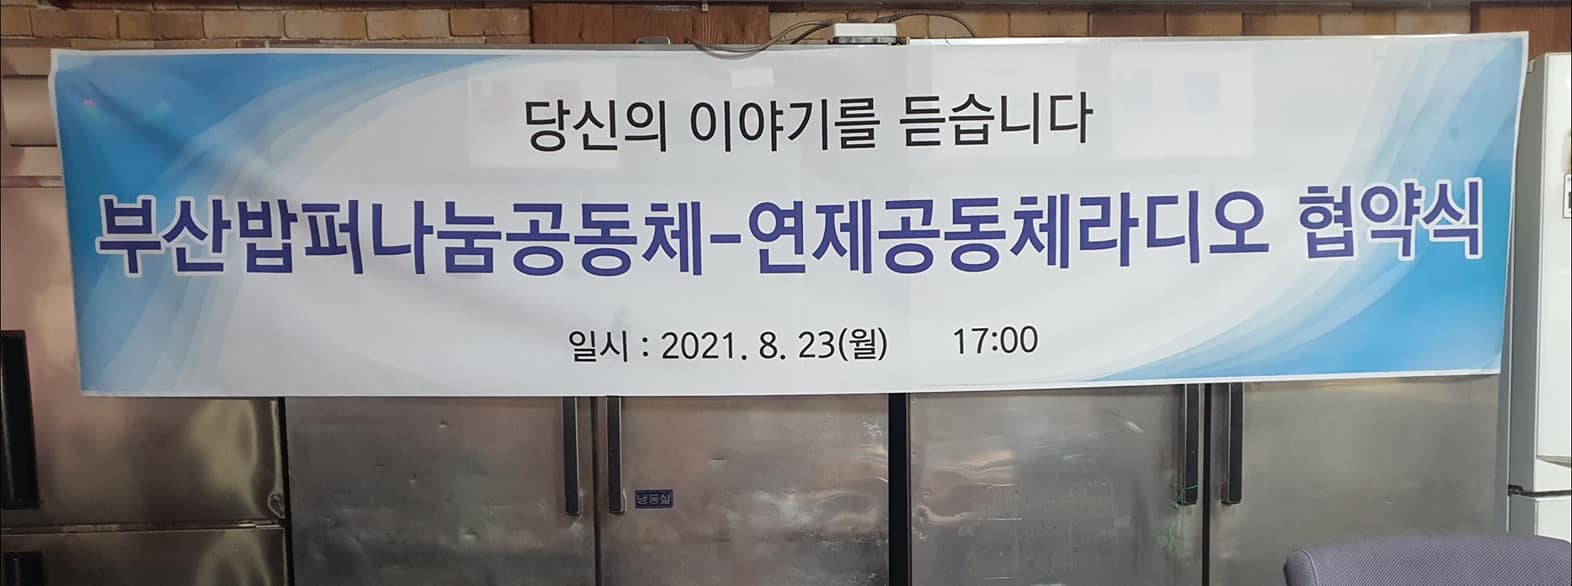 당신의 이야기를 듣습니다
부산밥퍼나눔공동체-연제공동체라디오 협약식
일시 : 2021. 8. 23(월) 17:00
냉동실